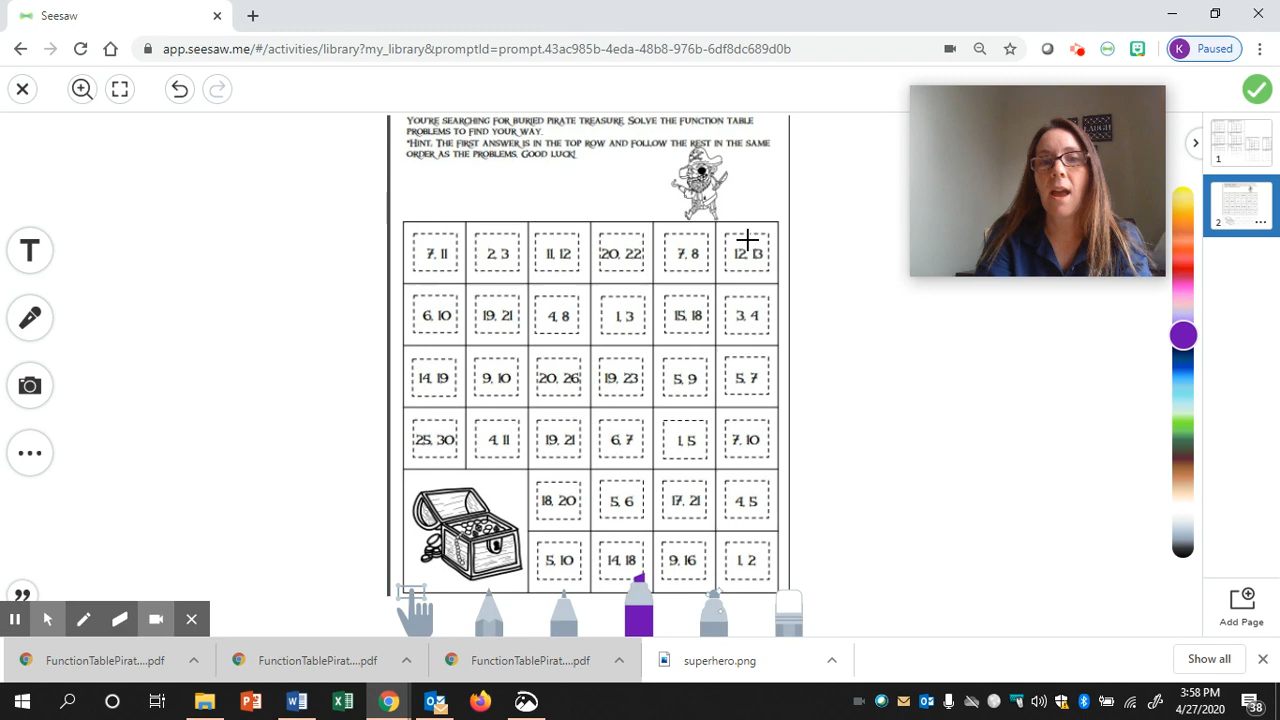 Seesaw
app.seesaw.me/#/activities/library?my_library&promptId=prompt.43ac985b-4eda-48b8-976b-6df8dc689d0b
K Paused
YOU'RE SEARCHING FOR BURIED PIRATE TREASURE. SOLVE THE FUNCTION TABLE
PROBLEMS TO FIND YOUR WAY.
*HINT. THE FIRST ANSWER IS IN THE TOP ROW AND FOLLOW THE REST IN THE SAME
ORDER AS THE PROBLEMS. GOOD LUCK!
LAUGH
1
2
T
7, 11 2, 3 11, 12 20, 22 7, 8 12, 13
6, 10 19, 21 4, 8 1, 3 15, 18 3, 4
14, 19 9, 10 20, 26 19, 23 5, 9 5, 7
25, 30 4, 11 19, 21 6, 7 1, 5 7, 10
18, 20 5, 6 17, 21 4, 5
5, 10 14, 18 9, 16 1, 2
Add Page
FunctionTablePirat....pdf
FunctionTablePirat....pdf
FunctionTablePirat....pdf
superhero.png
Show all
3:58 PM
4/27/2020
38